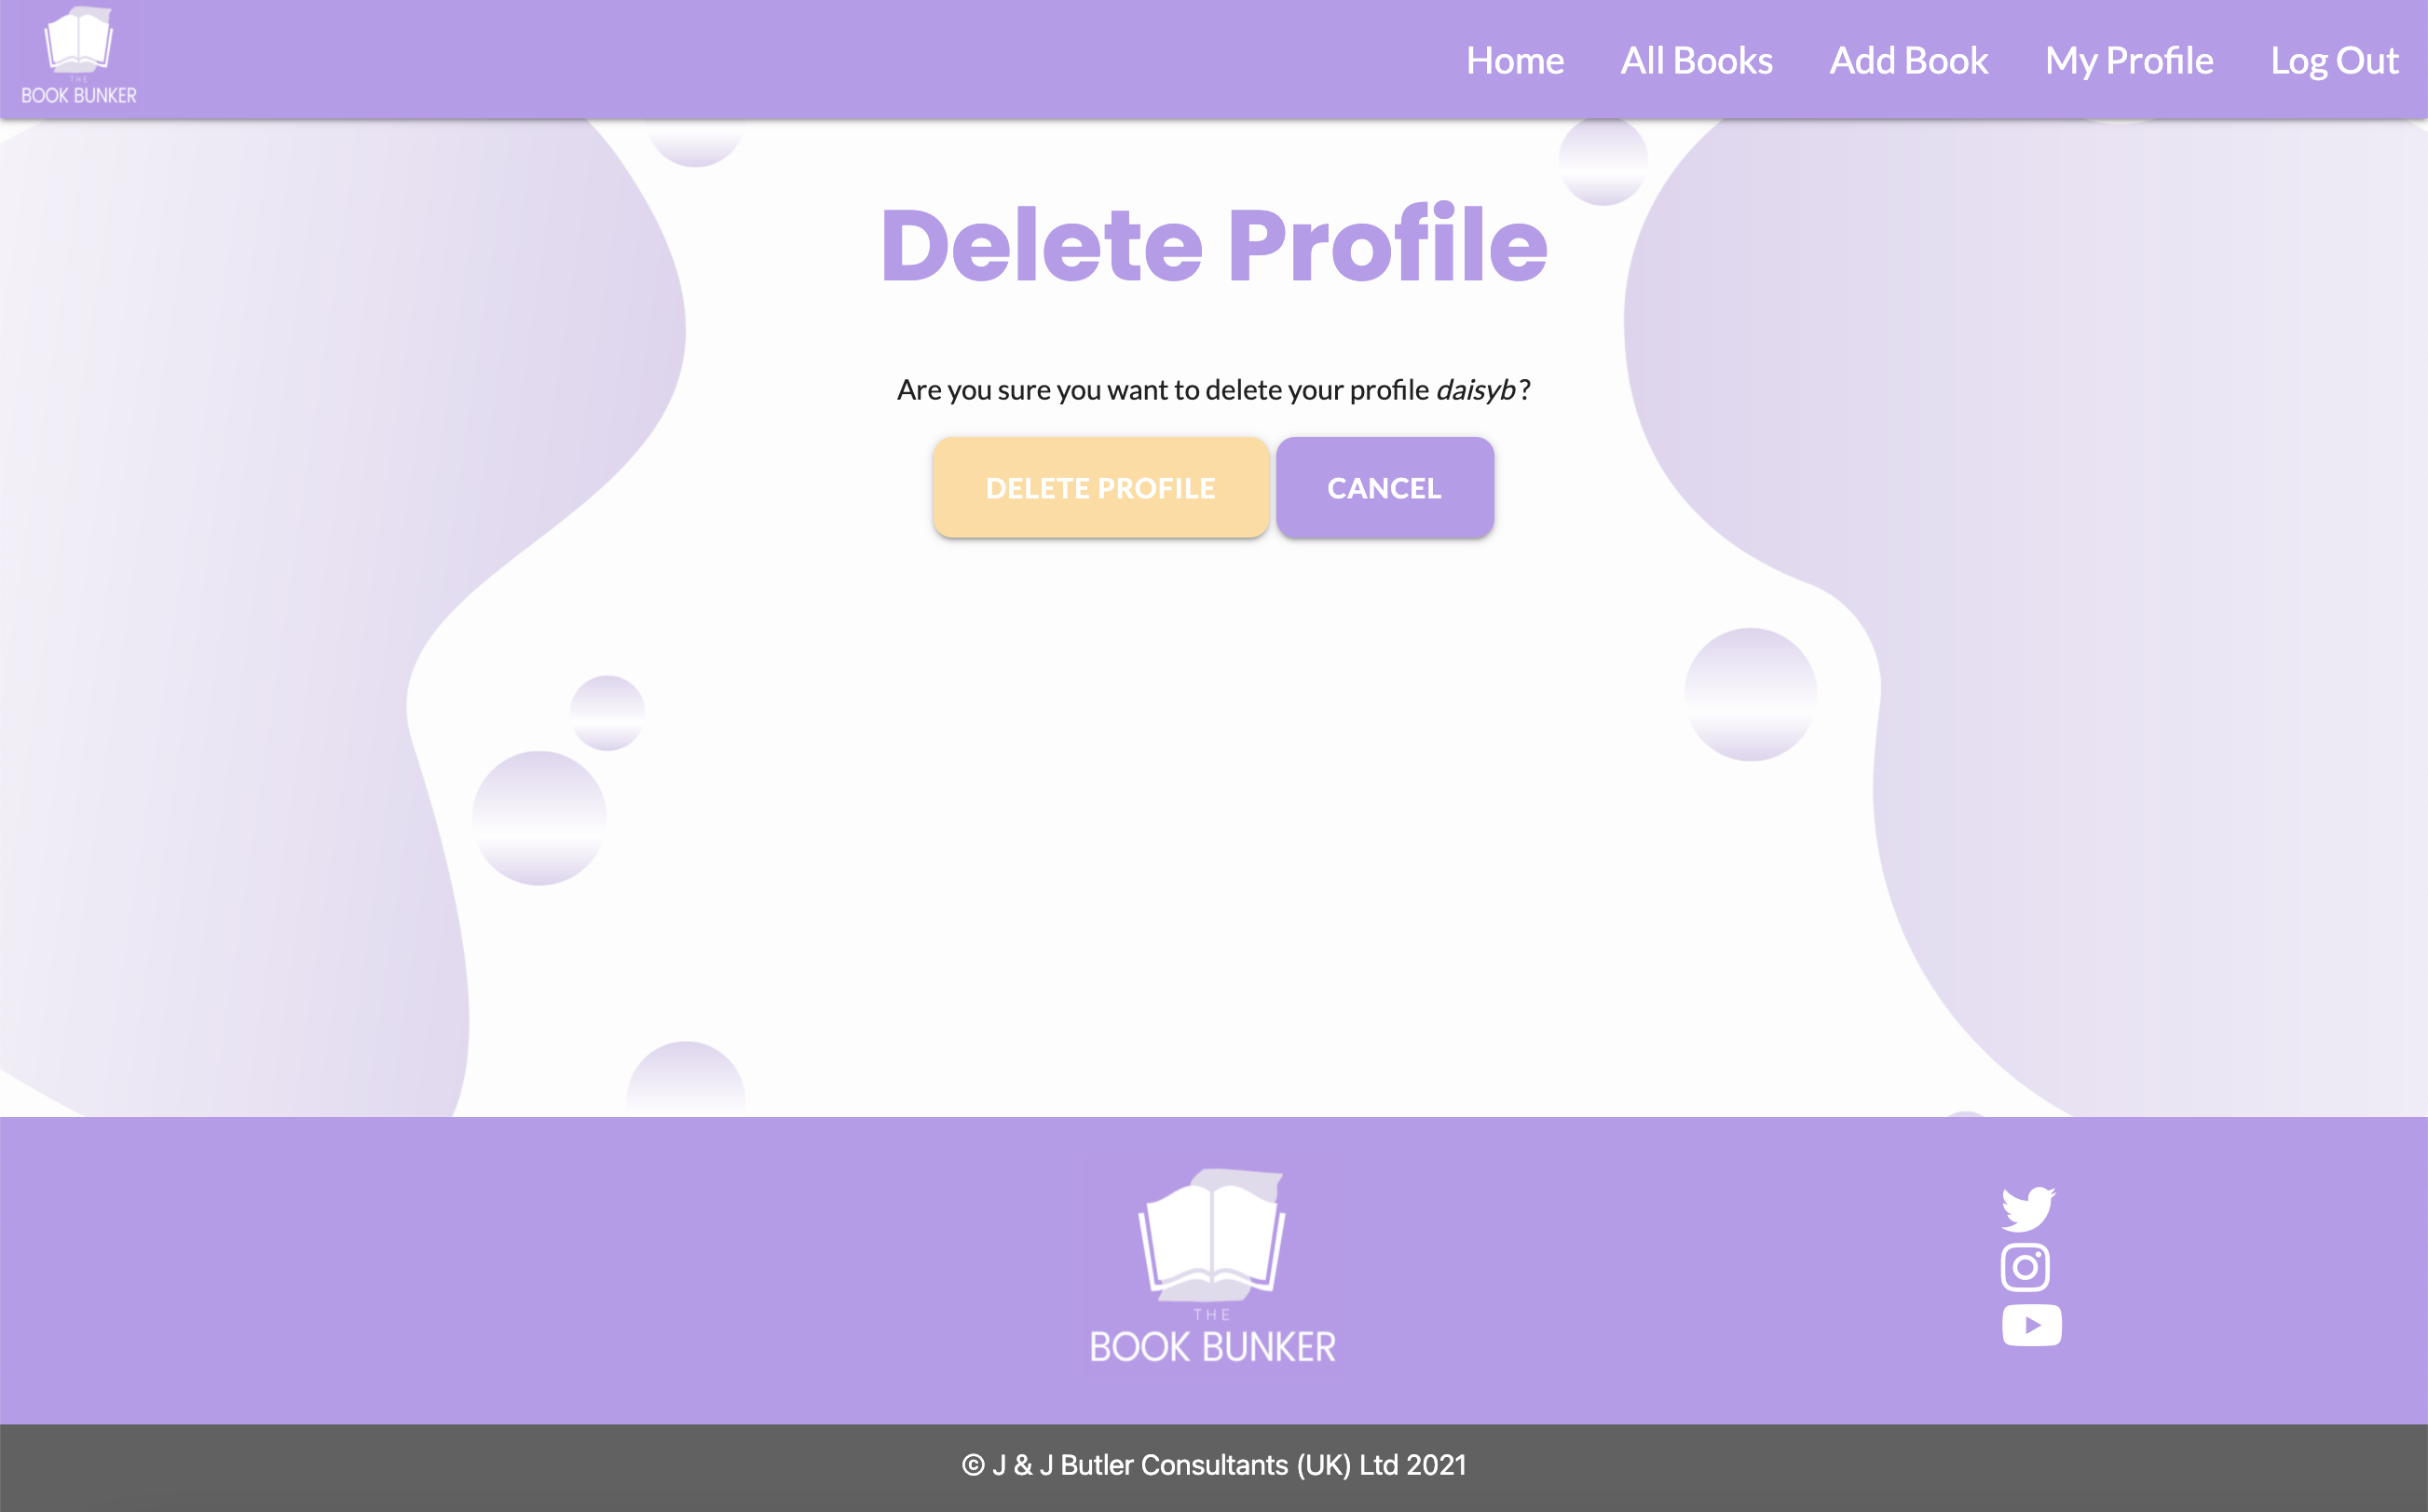 THE
BOOK BUNKER
Home All Books Add Book My Profile Log Out
Delete Profile
Are you sure you want to delete your profile daisyb?
DELETE PROFILE CANCEL
THE
BOOK BUNKER
© J & J Butler Consultants (UK) Ltd 2021